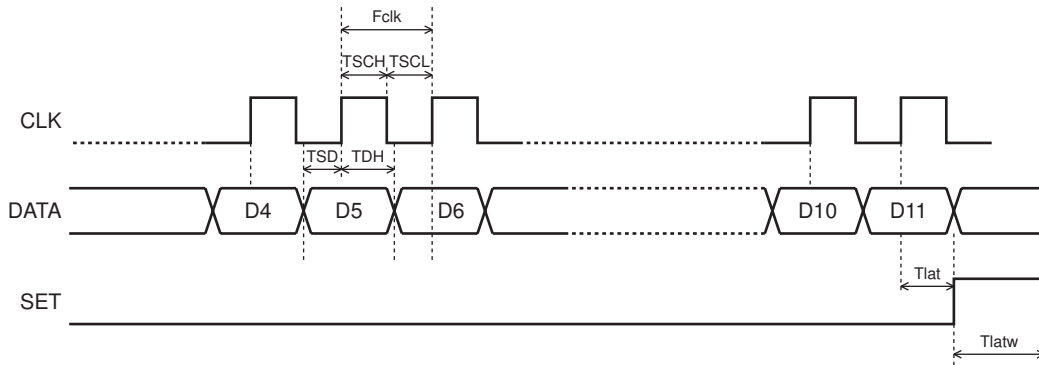 Fclk
TSCH TSCL
CLK
TSD TDH
DATA D4 D5 D6 D10 D11
Tlat
SET
Tlatw